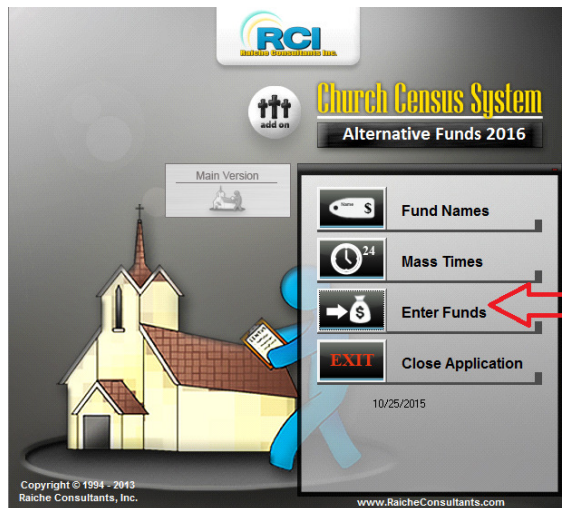 RCI
Raiche Consultants Inc.
add on
Church Census System
Alternative Funds 2016
Main Version
Name $
Fund Names
24
Mass Times
$
Enter Funds
EXIT
Close Application
10/25/2015
Copyright © 1994 - 2013
Raiche Consultants, Inc.
www.RaicheConsultants.com